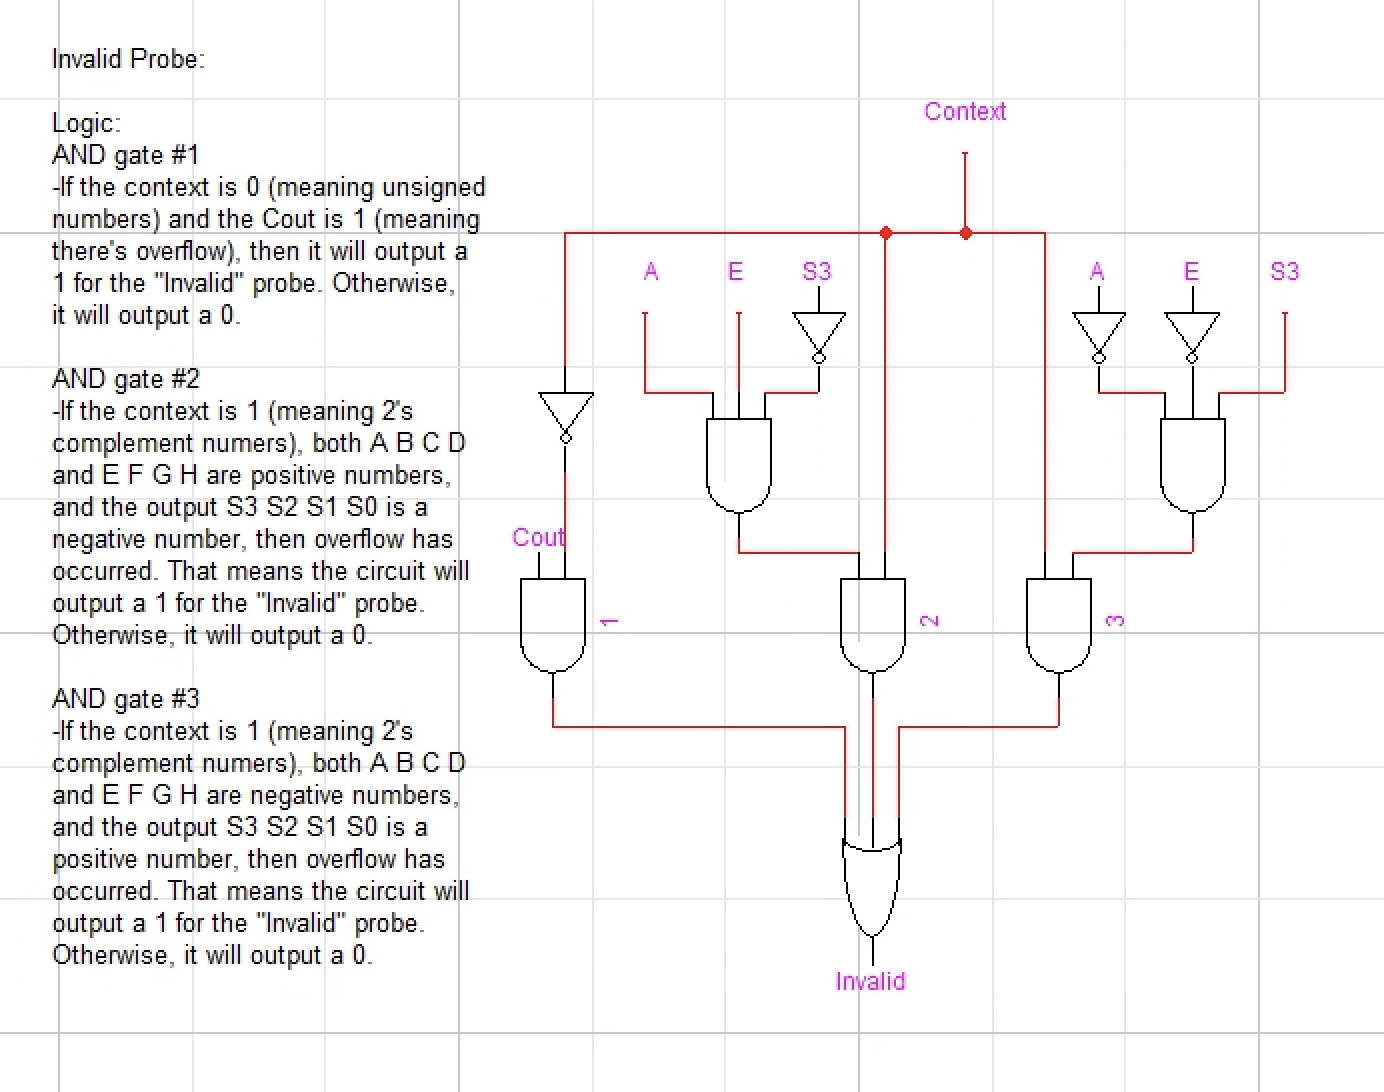 Invalid Probe:
Logic:
AND gate #1
-If the context is 0 (meaning unsigned
numbers) and the Cout is 1 (meaning
there's overflow), then it will output a
1 for the "Invalid" probe. Otherwise,
it will output a 0.
AND gate #2
-If the context is 1 (meaning 2's
complement numers), both A B C D
and E F G H are positive numbers,
and the output S3 S2 S1 S0 is a
negative number, then overflow has
occurred. That means the circuit will
output a 1 for the "Invalid" probe.
Otherwise, it will output a 0.
AND gate #3
-If the context is 1 (meaning 2's
complement numers), both A B C D
and E F G H are negative numbers,
and the output S3 S2 S1 S0 is a
positive number, then overflow has
occurred. That means the circuit will
output a 1 for the "Invalid" probe.
Otherwise, it will output a 0.
Context
A E S3 A E S3
Cout
1 2 3
Invalid